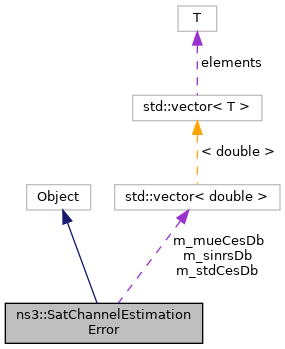 T
elements
std::vector< T >
< double >
Object
std::vector< double >
m_mueCesDb
m_sinrsDb
m_stdCesDb
ns3::SatChannelEstimation
Error